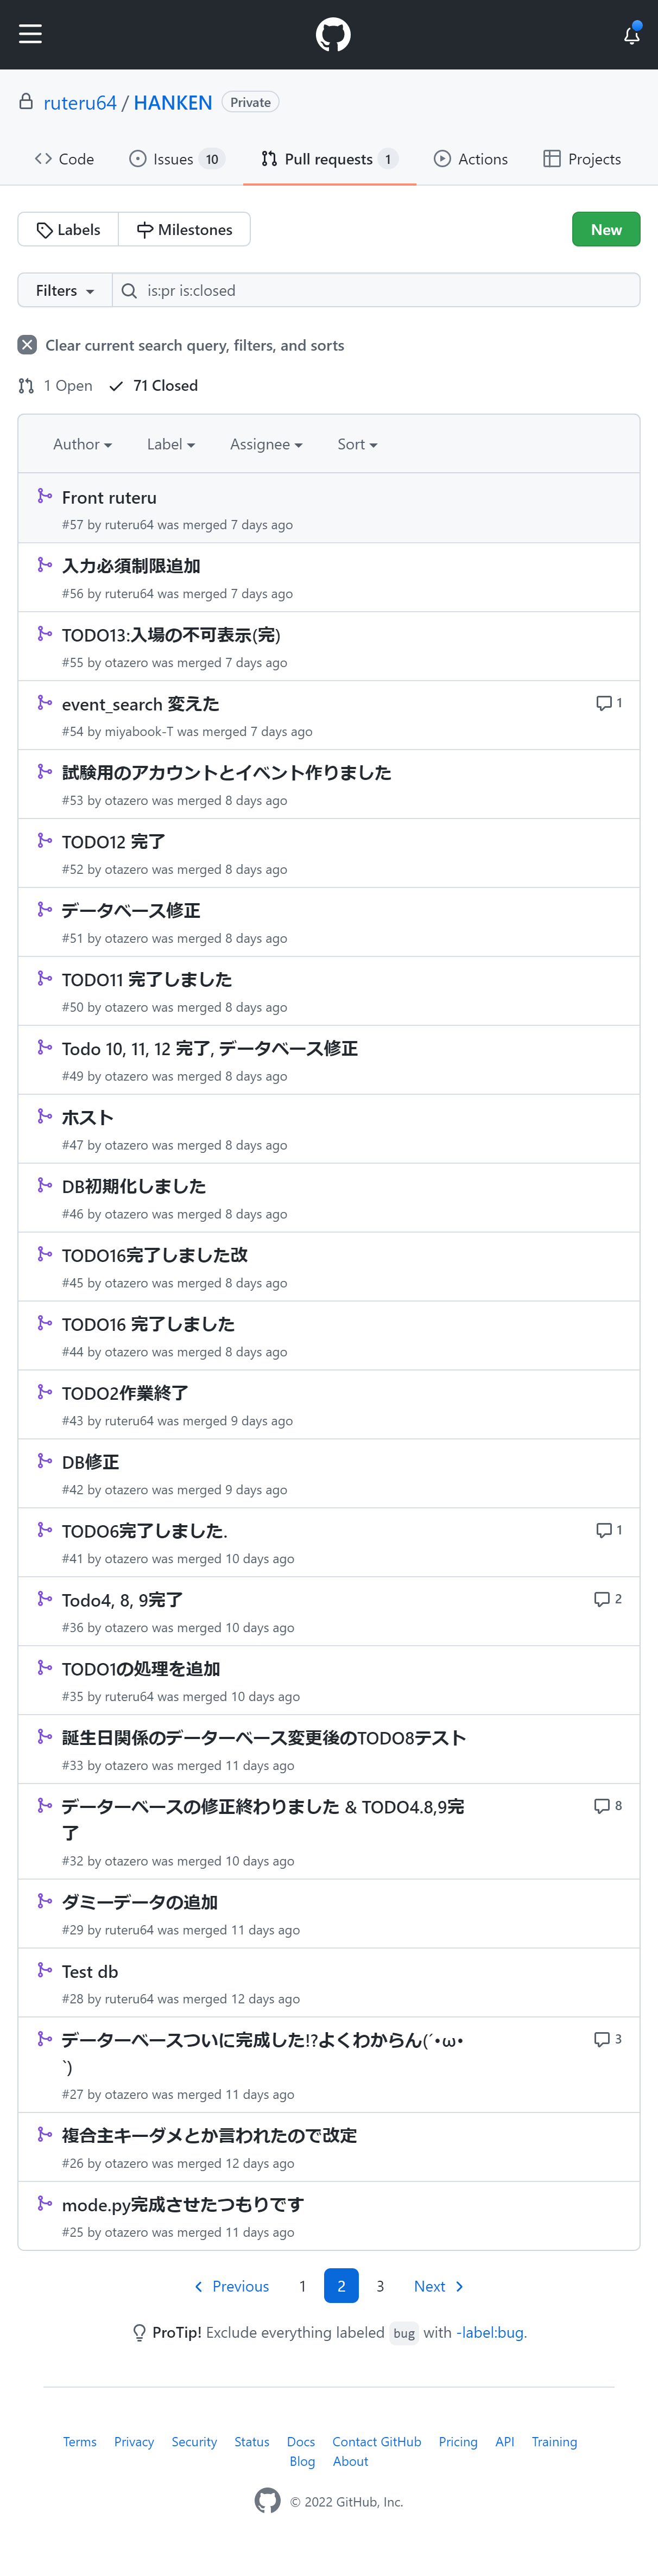 ruteru64 / HANKEN Private
Code Issues 10 Pull requests 1 Actions Projects
Labels Milestones New
Filters is:pr is:closed
Clear current search query, filters, and sorts
1 Open 71 Closed
Author Label Assignee Sort
Front ruteru
#57 by ruteru64 was merged 7 days ago
入力必須制限追加
#56 by ruteru64 was merged 7 days ago
TODO13:入場の不可表示(完)
#55 by otazero was merged 7 days ago
event_search 変えた 1
#54 by miyabook-T was merged 7 days ago
試験用のアカウントとイベント作りました
#53 by otazero was merged 8 days ago
TODO12 完了
#52 by otazero was merged 8 days ago
データベース修正
#51 by otazero was merged 8 days ago
TODO11 完了しました
#50 by otazero was merged 8 days ago
Todo 10, 11, 12 完了, データベース修正
#49 by otazero was merged 8 days ago
ホスト
#47 by otazero was merged 8 days ago
DB初期化しました
#46 by otazero was merged 8 days ago
TODO16完了しました改
#45 by otazero was merged 8 days ago
TODO16 完了しました
#44 by otazero was merged 8 days ago
TODO2作業終了
#43 by ruteru64 was merged 9 days ago
DB修正
#42 by otazero was merged 9 days ago
TODO6完了しました. 1
#41 by otazero was merged 10 days ago
Todo4, 8, 9完了 2
#36 by otazero was merged 10 days ago
TODO1の処理を追加
#35 by ruteru64 was merged 10 days ago
誕生日関係のデーターベース変更後のTODO8テスト
#33 by otazero was merged 11 days ago
データーベースの修正終わりました & TODO4.8,9完 8
了
#32 by otazero was merged 10 days ago
ダミーデータの追加
#29 by ruteru64 was merged 11 days ago
Test db
#28 by ruteru64 was merged 12 days ago
データーベースついに完成した!?よくわからん(´•ω• 3
`)
#27 by otazero was merged 11 days ago
複合主キーダメとか言われたので改定
#26 by otazero was merged 12 days ago
mode.py完成させたつもりです
#25 by otazero was merged 11 days ago
Previous 1 2 3 Next
ProTip! Exclude everything labeled bug with -label:bug.
Terms Privacy Security Status Docs Contact GitHub Pricing API Training
Blog About
© 2022 GitHub, Inc.